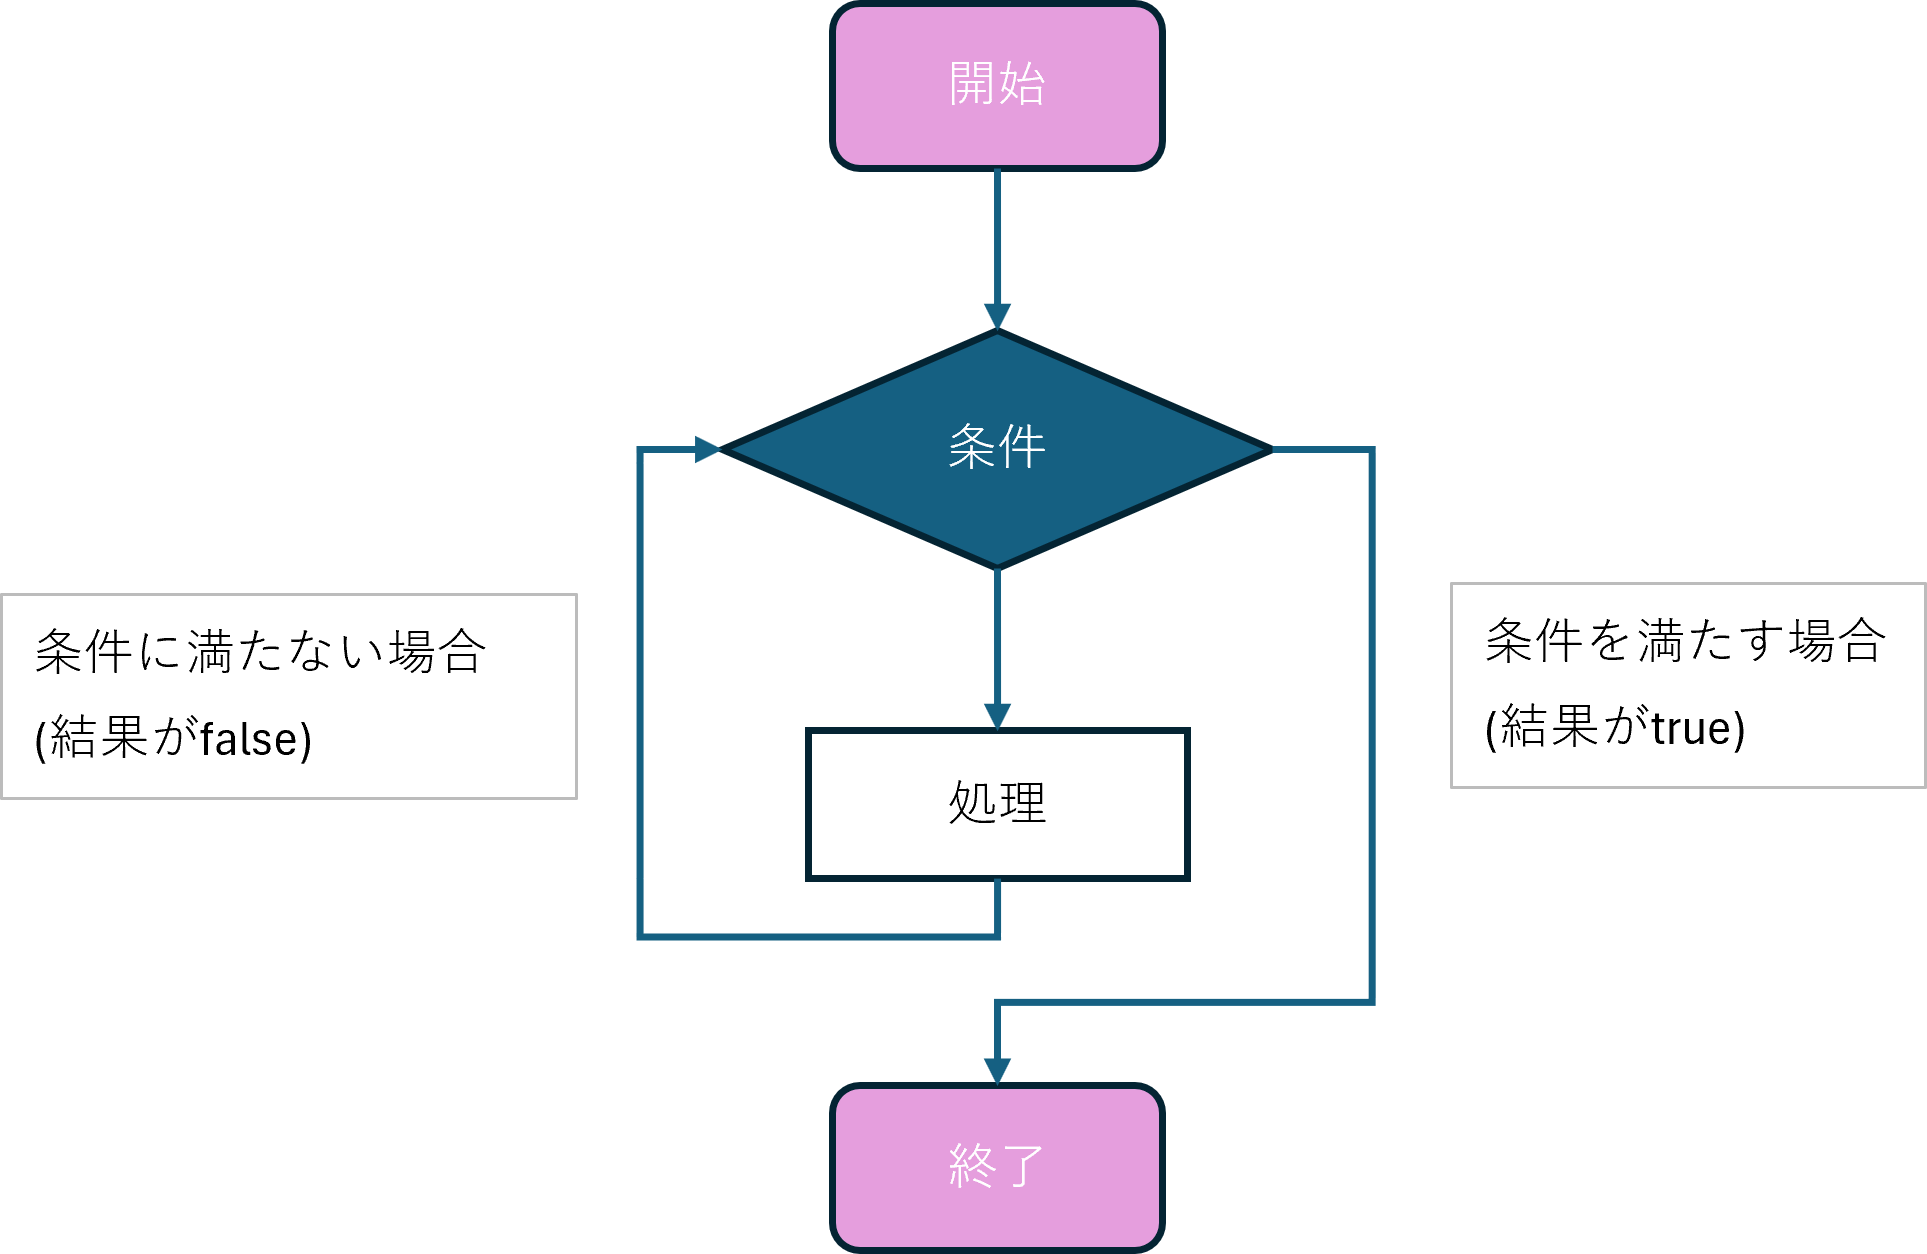 開始
条件
条件に満たない場合
(結果がfalse)
条件を満たす場合
(結果がtrue)
処理
終了